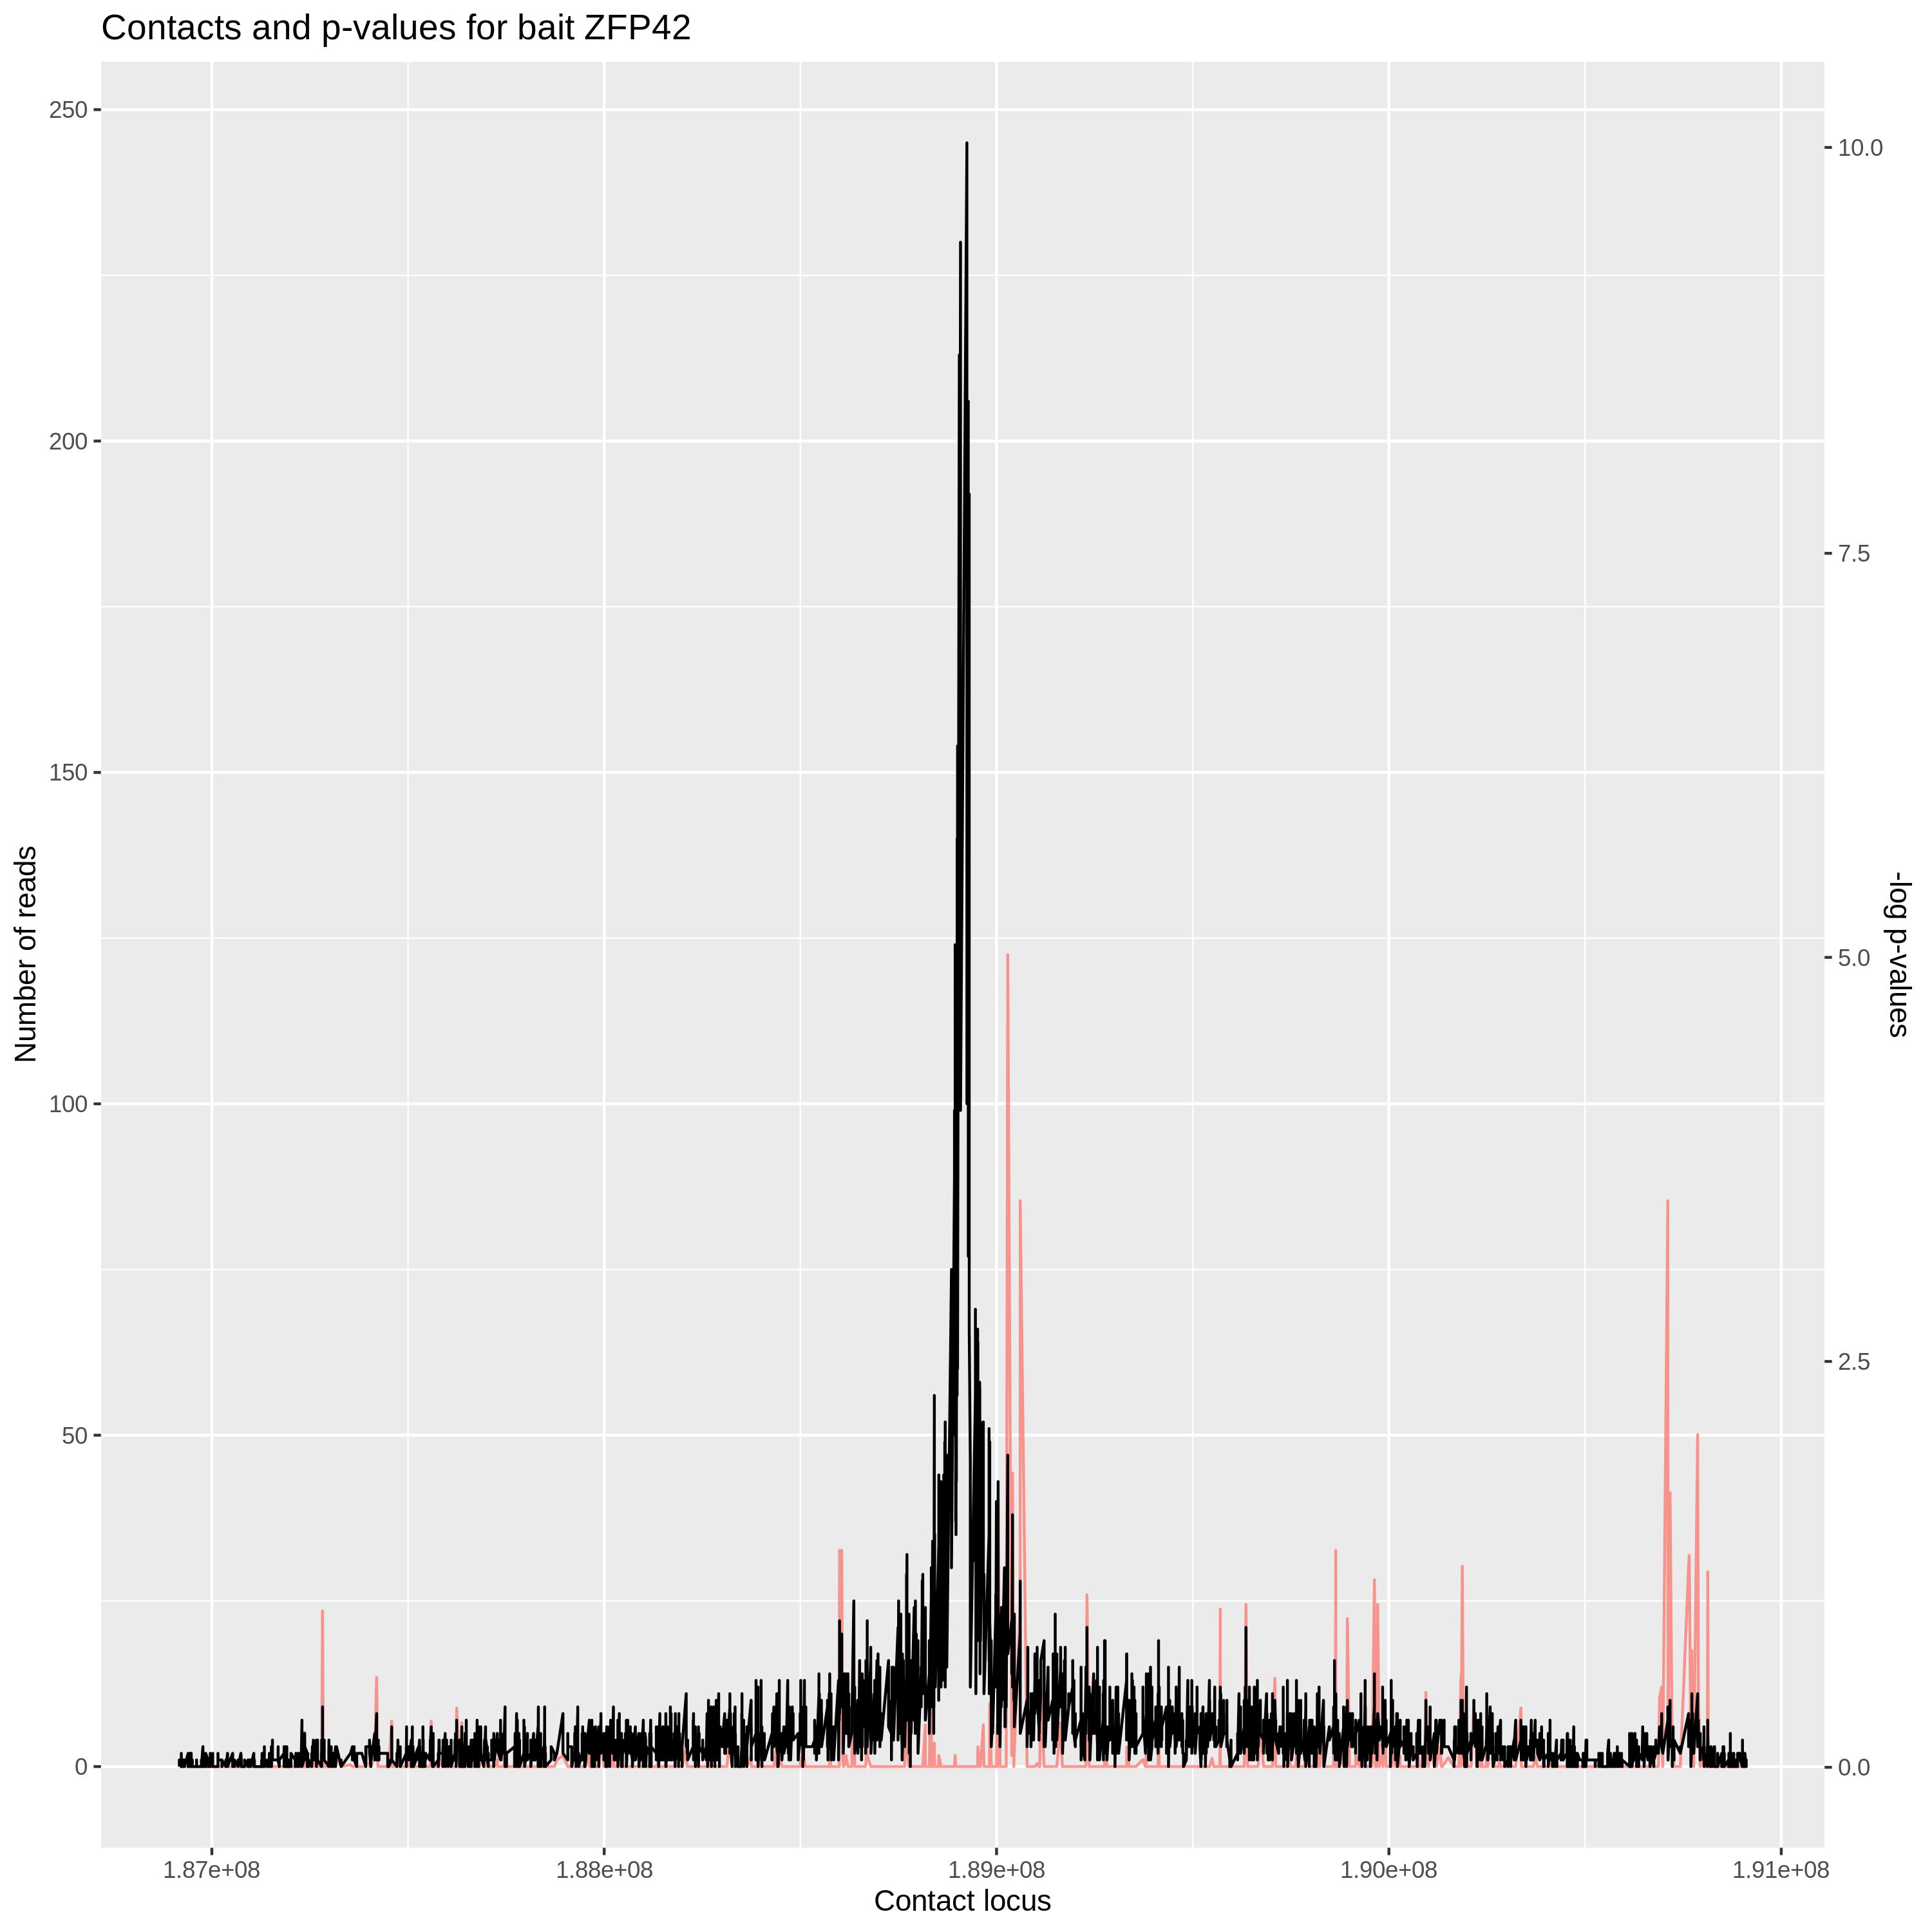 Contacts and p-values for bait ZFP42
250
200
150
100
50
0
Number of reads
10.0
7.5
5.0
2.5
0.0
-log p-values
1.87e+08 1.88e+08 1.89e+08 1.90e+08 1.91e+08
Contact locus